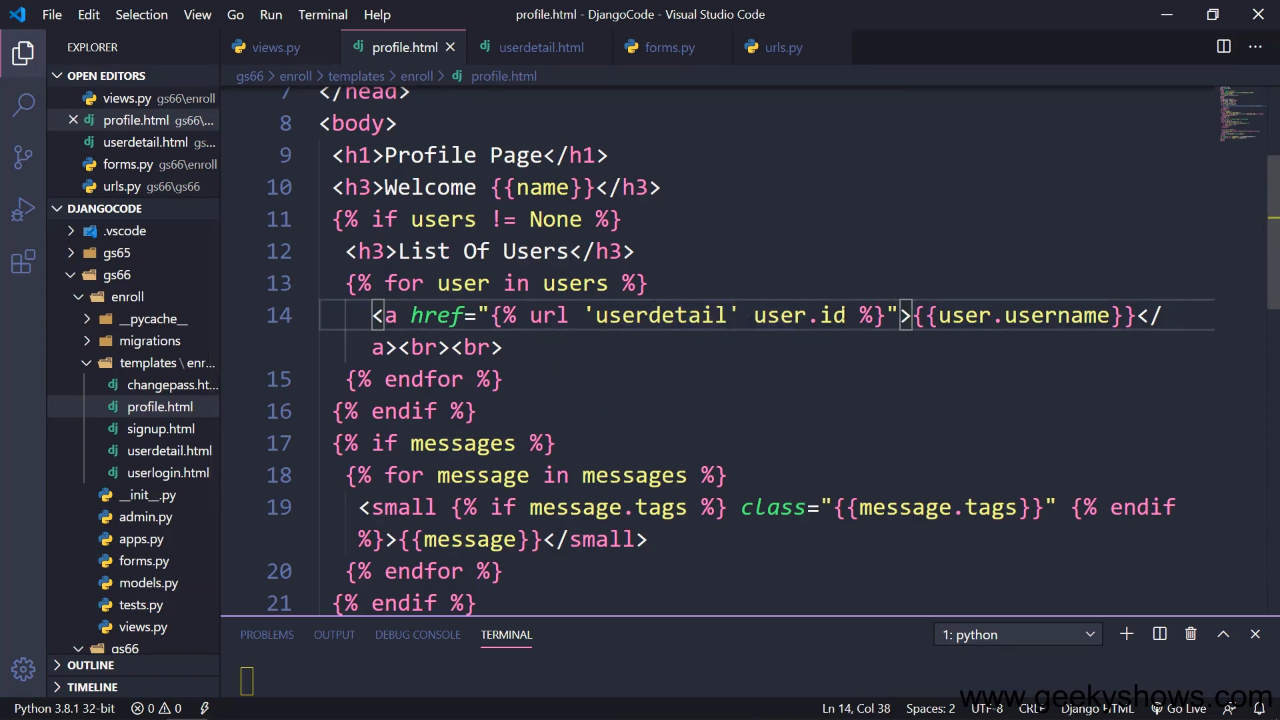 File Edit Selection View Go Run Terminal Help profile.html - DjangoCode - Visual Studio Code
EXPLORER
views.py profile.html userdetail.html forms.py urls.py
gs66 enroll templates enroll profile.html
OPEN EDITORS
views.py gs66\enroll
profile.html gs66\...
userdetail.html gs...
forms.py gs66\enroll
urls.py gs66\gs66
DJANGOCODE
.vscode
gs65
gs66
enroll
__pycache__
migrations
templates \ enr...
changepass.ht...
profile.html
signup.html
userdetail.html
userlogin.html
__init__.py
admin.py
apps.py
forms.py
models.py
tests.py
views.py
gs66
OUTLINE
TIMELINE
7 </head>
8 <body>
9 <h1>Profile Page</h1>
10 <h3>Welcome {{name}}</h3>
11 {% if users != None %}
12 <h3>List Of Users</h3>
13 {% for user in users %}
14 <a href="{% url 'userdetail' user.id %}">{{user.username}}</
a><br><br>
15 {% endfor %}
16 {% endif %}
17 {% if messages %}
18 {% for message in messages %}
19 <small {% if message.tags %} class="{{message.tags}}" {% endif
%}>{{message}}</small>
20 {% endfor %}
21 {% endif %}
PROBLEMS OUTPUT DEBUG CONSOLE TERMINAL 1: python
www.geekyshows.com
Python 3.8.1 32-bit 0 0 Ln 14, Col 38 Spaces: 2 UTF-8 CRLF Django HTML Go Live